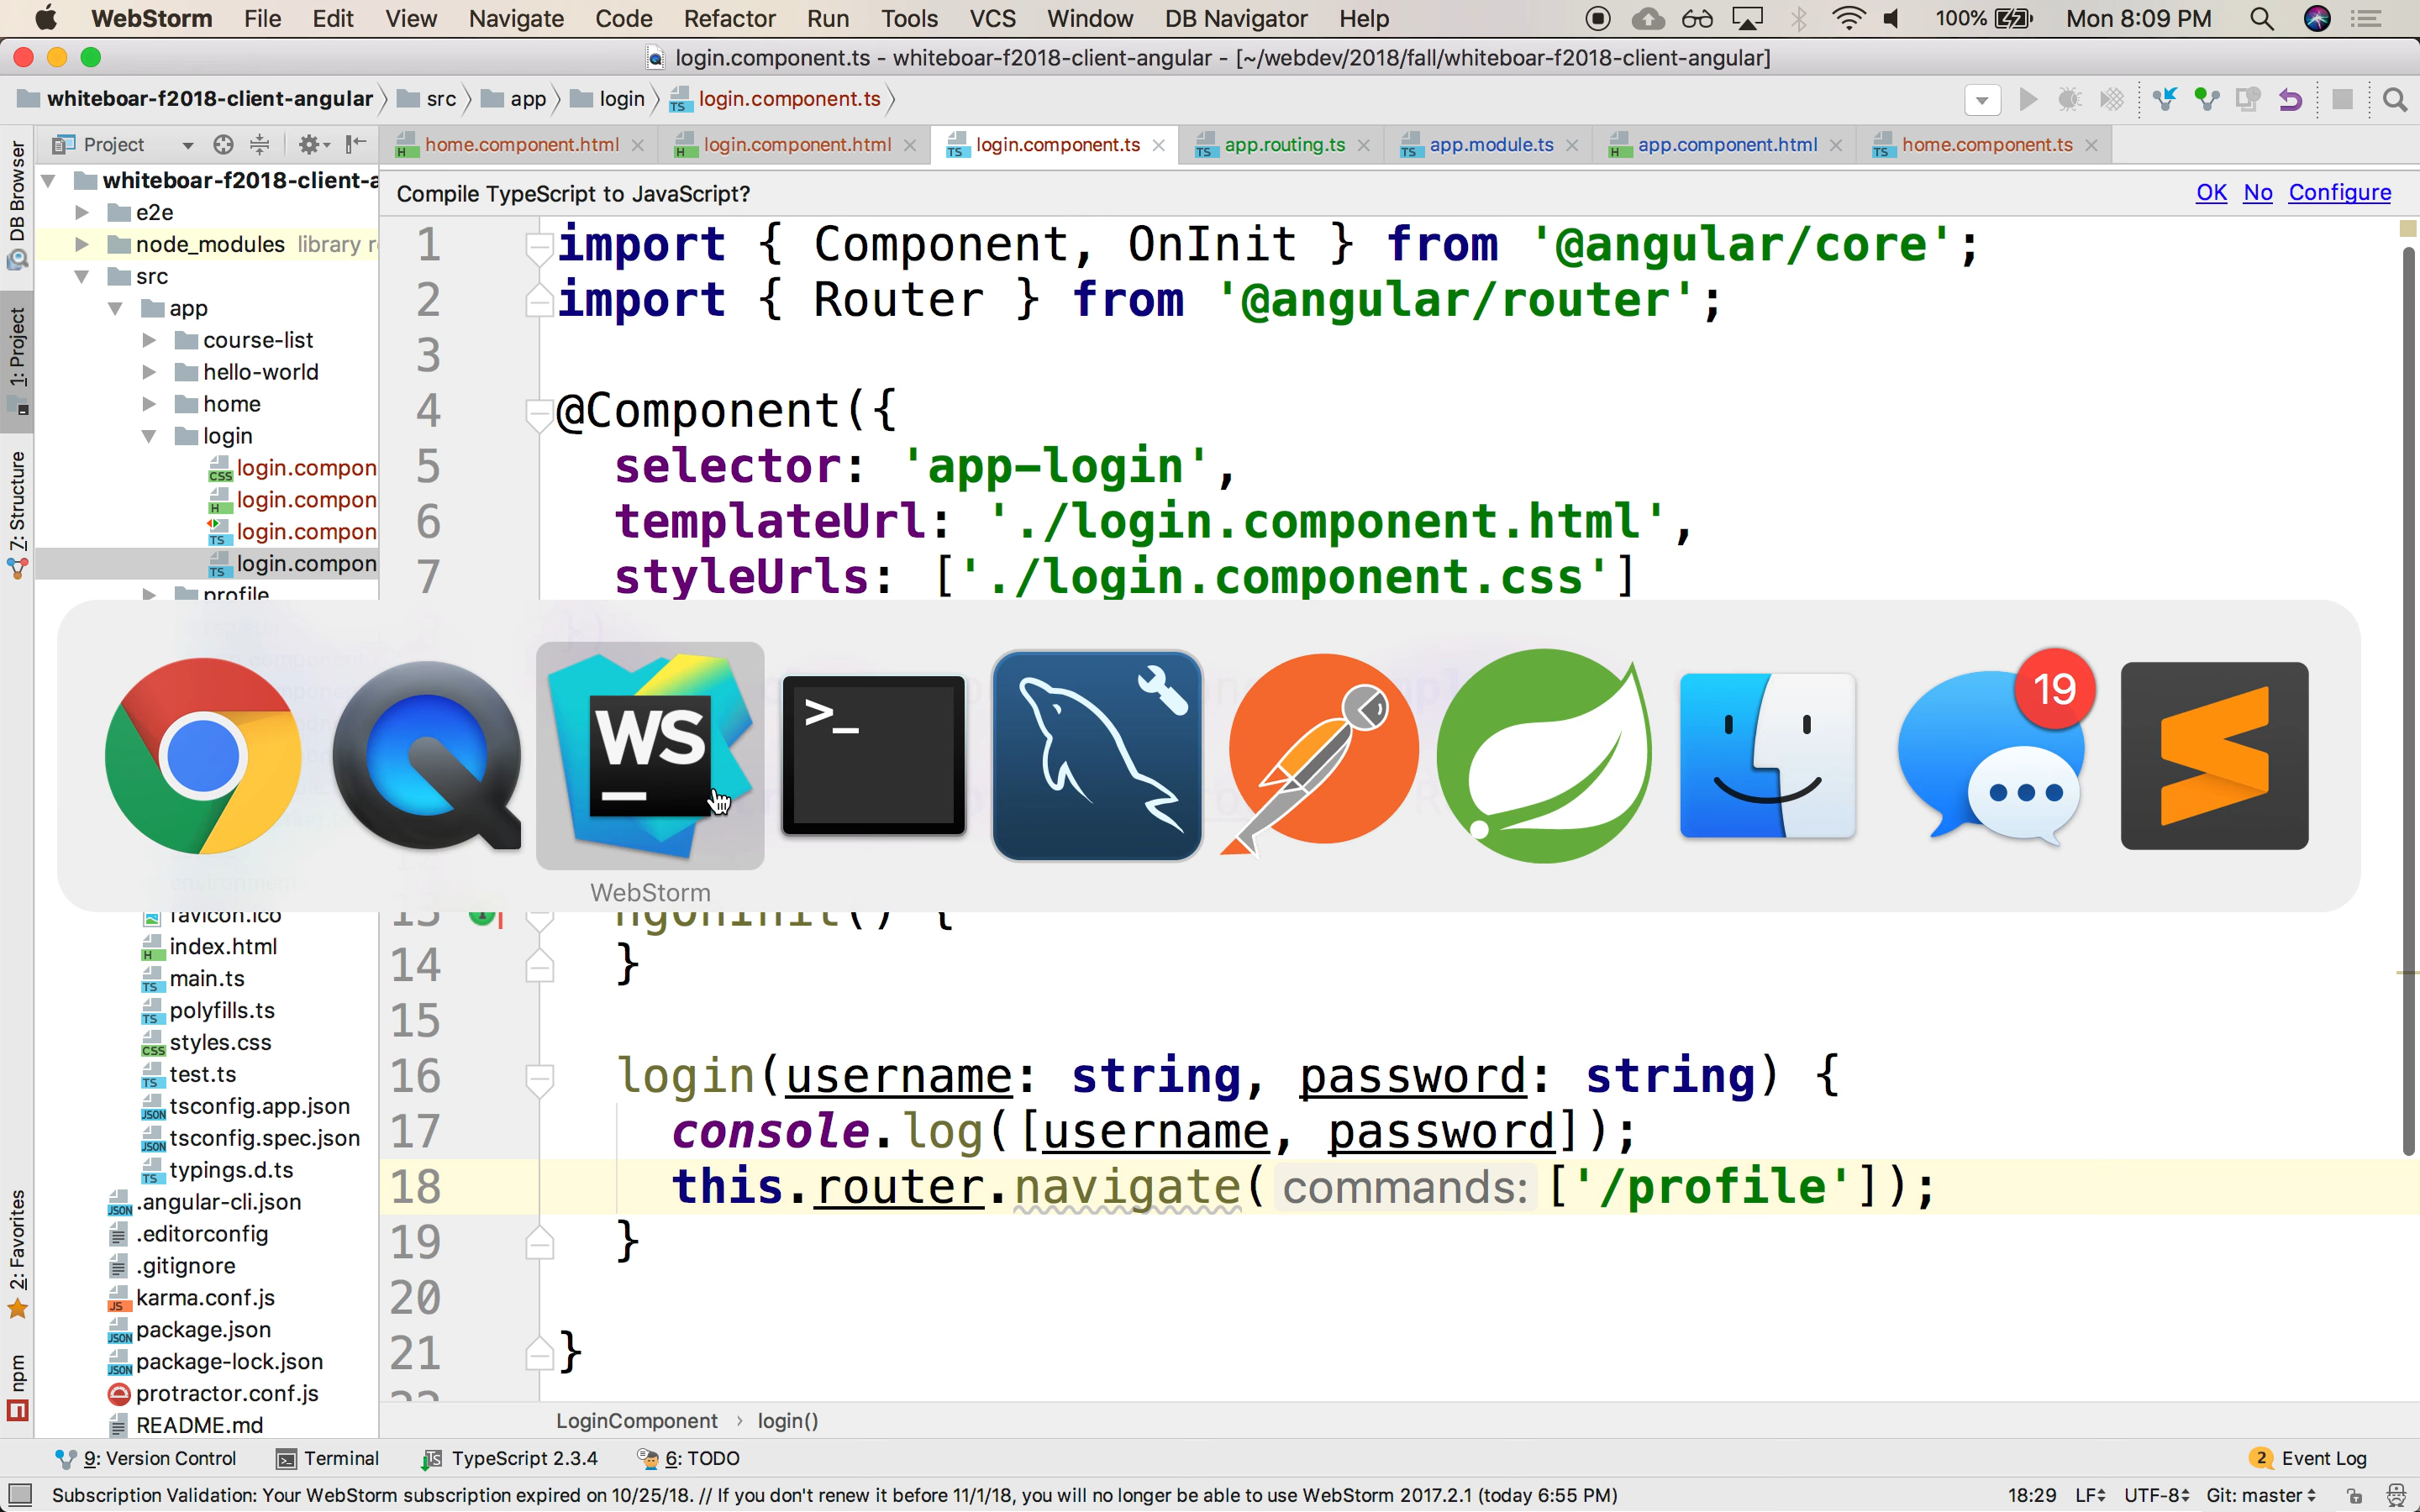 WebStorm File Edit View Navigate Code Refactor Run Tools VCS Window DB Navigator Help 100% Mon 8:09 PM
login.component.ts - whiteboar-f2018-client-angular - [~/webdev/2018/fall/whiteboar-f2018-client-angular]
whiteboar-f2018-client-angular src app login login.component.ts
Project home.component.html login.component.html login.component.ts app.routing.ts app.module.ts app.component.html home.component.ts
DB Browser
1: Project
7: Structure
2: Favorites
npm
whiteboar-f2018-client-a
e2e
node_modules library r
src
app
course-list
hello-world
home
login
login.compon
login.compon
login.compon
login.compon
profile
favicon.ico
index.html
main.ts
polyfills.ts
styles.css
test.ts
tsconfig.app.json
tsconfig.spec.json
typings.d.ts
.angular-cli.json
.editorconfig
.gitignore
karma.conf.js
package.json
package-lock.json
protractor.conf.js
README.md
Compile TypeScript to JavaScript? OK No Configure
1 import { Component, OnInit } from '@angular/core';
2 import { Router } from '@angular/router';
3
4 @Component({
5 selector: 'app-login',
6 templateUrl: './login.component.html',
7 styleUrls: ['./login.component.css']
WS
>_
19
WebStorm
13 ngOnInit() {
14 }
15
16 login(username: string, password: string) {
17 console.log([username, password]);
18 this.router.navigate( commands: ['/profile']);
19 }
20
21 }
22
LoginComponent › login()
9: Version Control Terminal TypeScript 2.3.4 6: TODO 2 Event Log
Subscription Validation: Your WebStorm subscription expired on 10/25/18. // If you don't renew it before 11/1/18, you will no longer be able to use WebStorm 2017.2.1 (today 6:55 PM) 18:29 LF UTF-8 Git: master